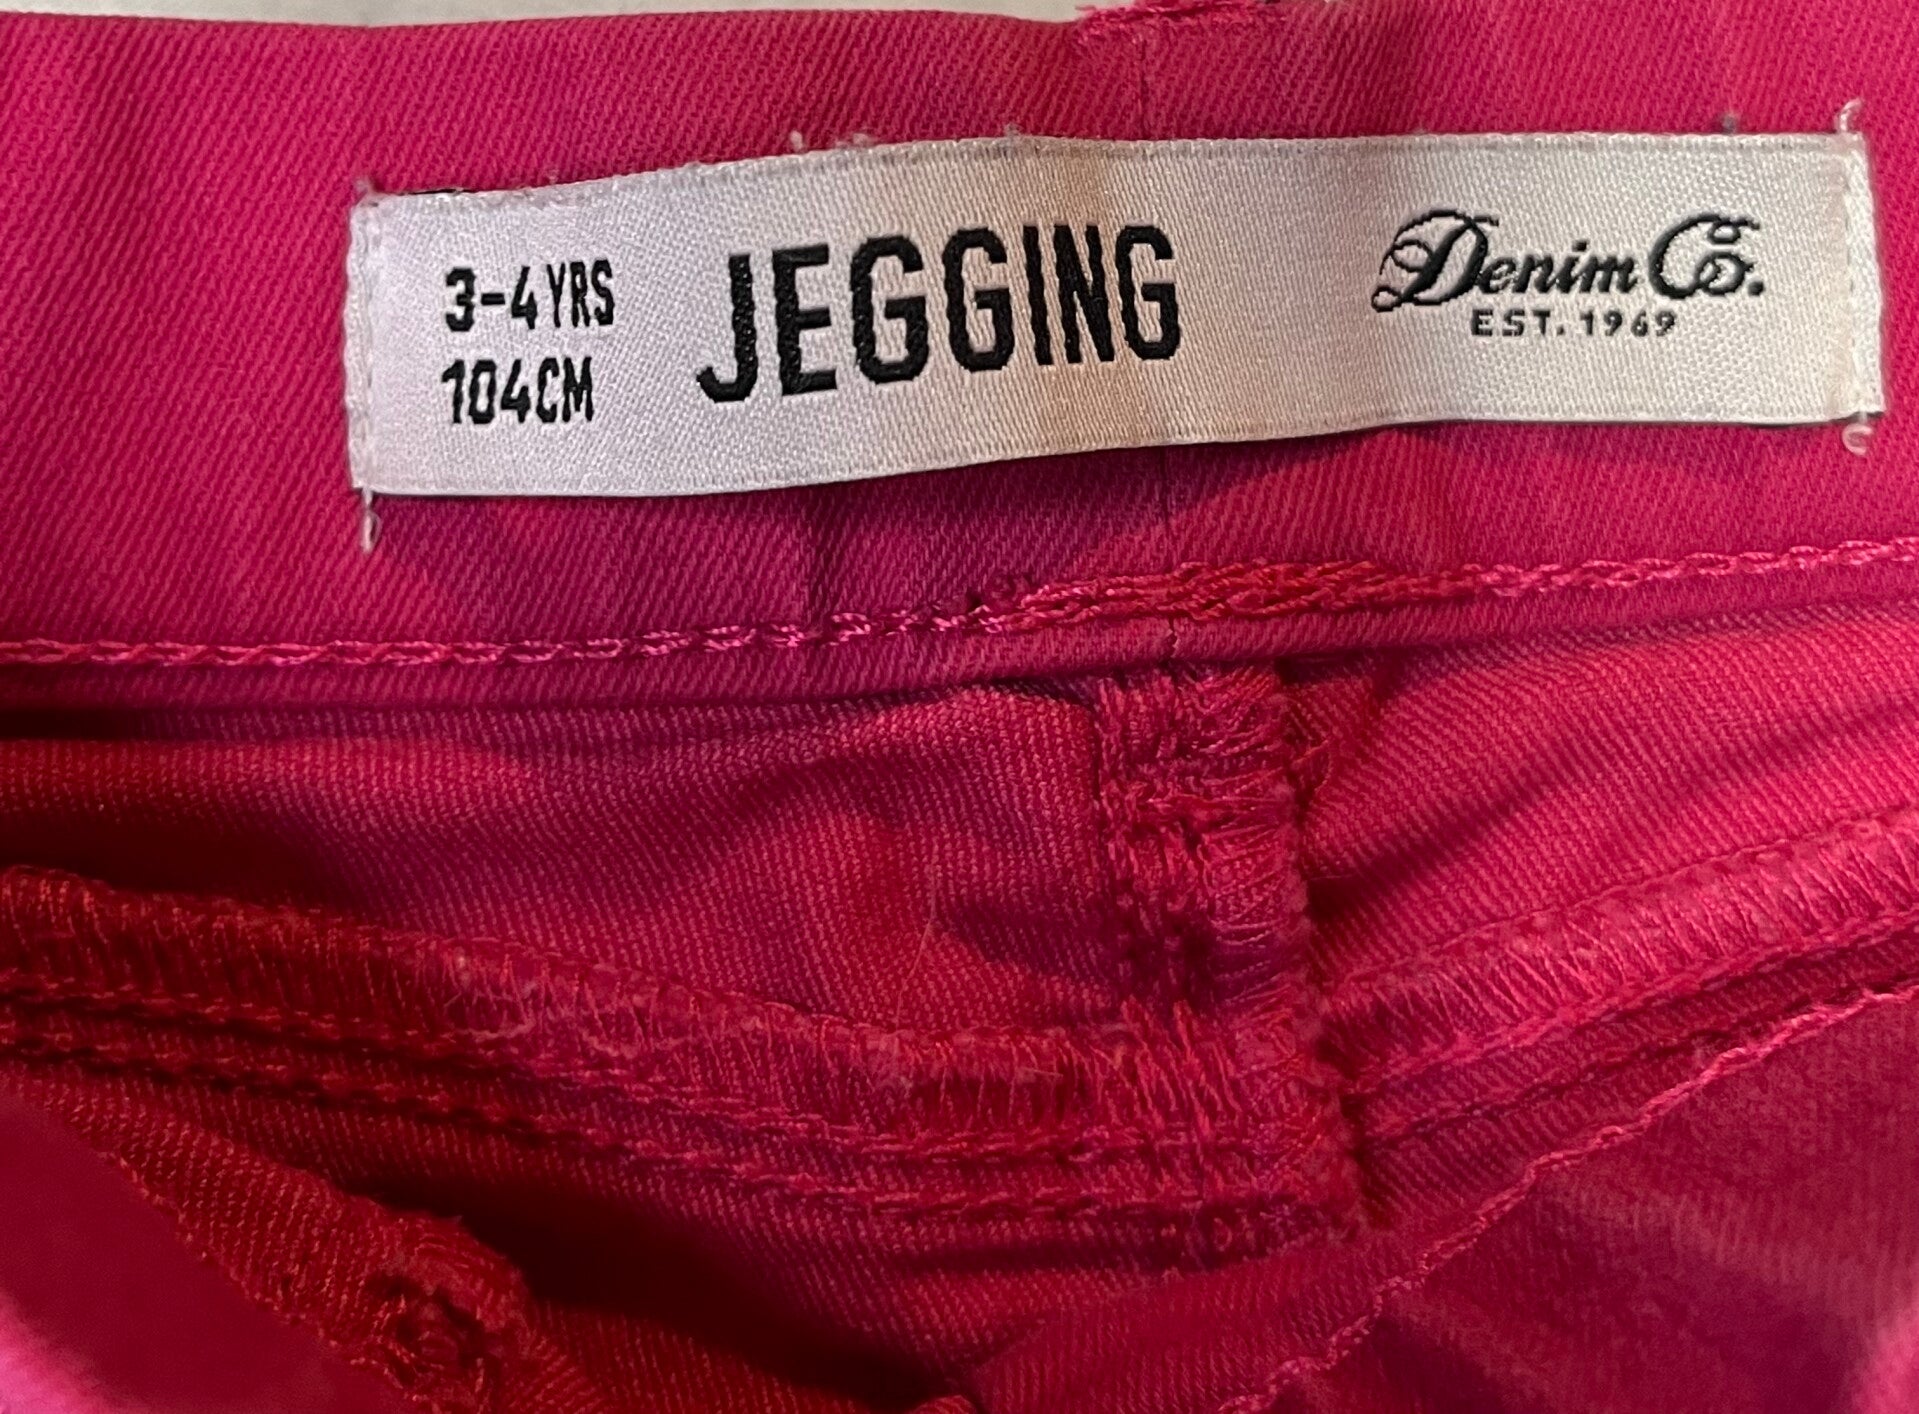 3-4 YRS
104CM
JEGGING
Denim Co.
EST. 1969